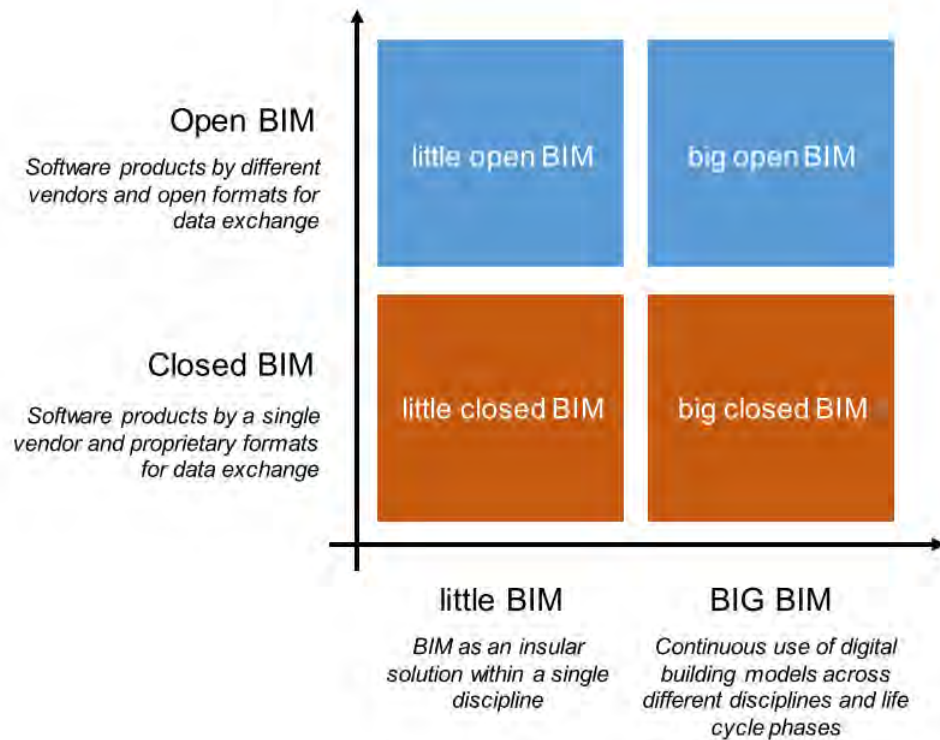 Open BIM
Software products by different
vendors and open formats for
data exchange
little open BIM
big open BIM
Closed BIM
Software products by a single
vendor and proprietary formats
for data exchange
little closed BIM
big closed BIM
little BIM
BIM as an insular
solution within a single
discipline
BIG BIM
Continuous use of digital
building models across
different disciplines and life
cycle phases